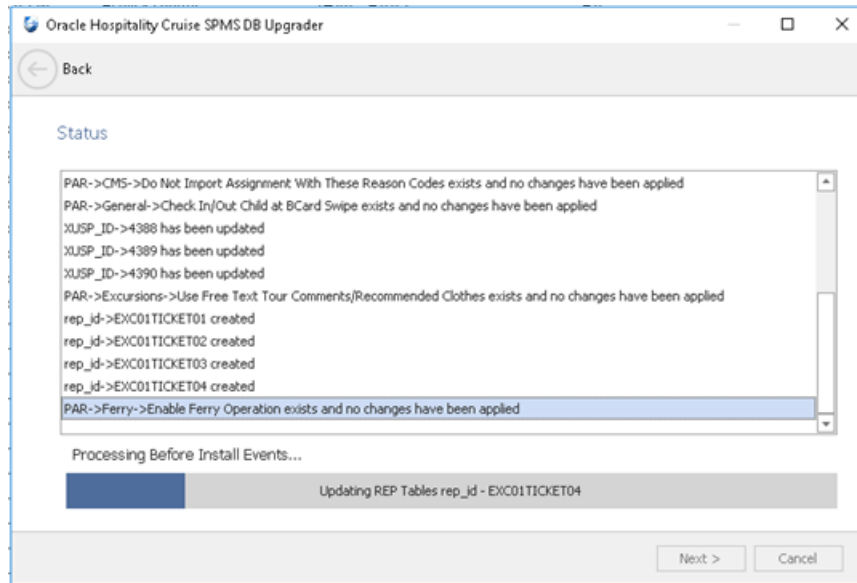 Oracle Hospitality Cruise SPMS DB Upgrader
Back
Status
PAR->CMS->Do Not Import Assignment With These Reason Codes exists and no changes have been applied
PAR->General->Check In/Out Child at BCard Swipe exists and no changes have been applied
XUSP_ID->4388 has been updated
XUSP_ID->4389 has been updated
XUSP_ID->4390 has been updated
PAR->Excursions->Use Free Text Tour Comments/Recommended Clothes exists and no changes have been applied
rep_id->EXC01TICKET01 created
rep_id->EXC01TICKET02 created
rep_id->EXC01TICKET03 created
rep_id->EXC01TICKET04 created
PAR->Ferry->Enable Ferry Operation exists and no changes have been applied
Processing Before Install Events...
Updating REP Tables rep_id - EXC01TICKET04
Next >
Cancel